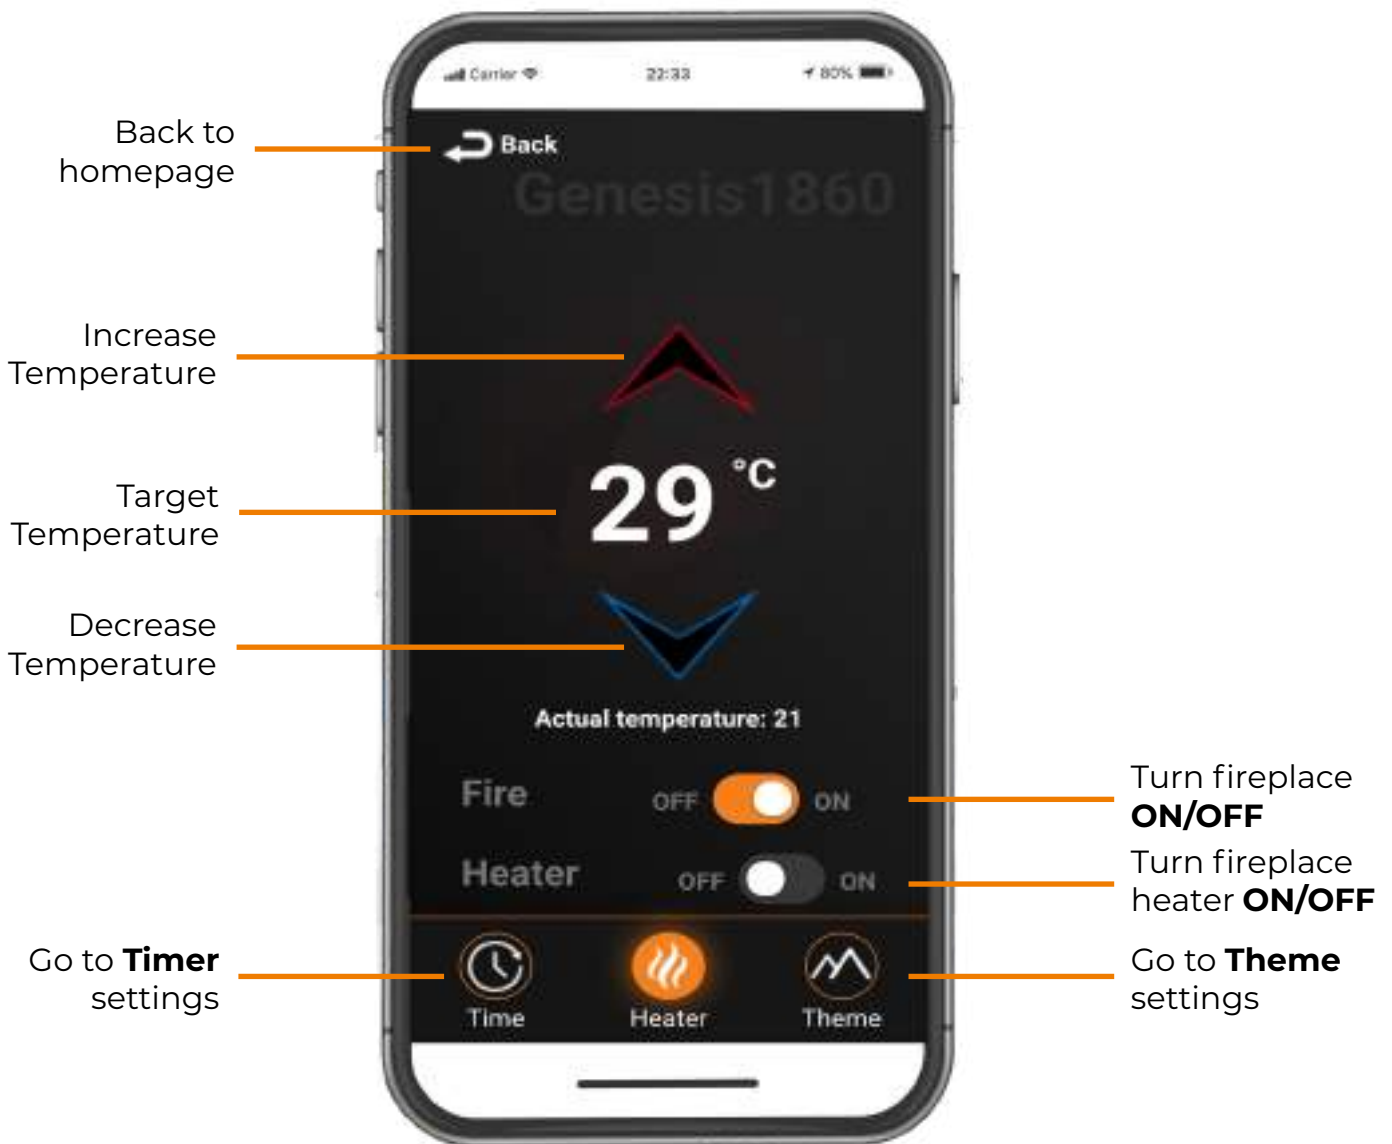 Carrier
22:33
80%
Back to
homepage
Back
Genesis1860
Increase
Temperature
Target
Temperature
29 °C
Decrease
Temperature
Actual temperature: 21
Fire OFF ON
Turn fireplace
ON/OFF
Heater OFF ON
Turn fireplace
heater ON/OFF
Go to Timer
settings
Time
Heater
Theme
Go to Theme
settings